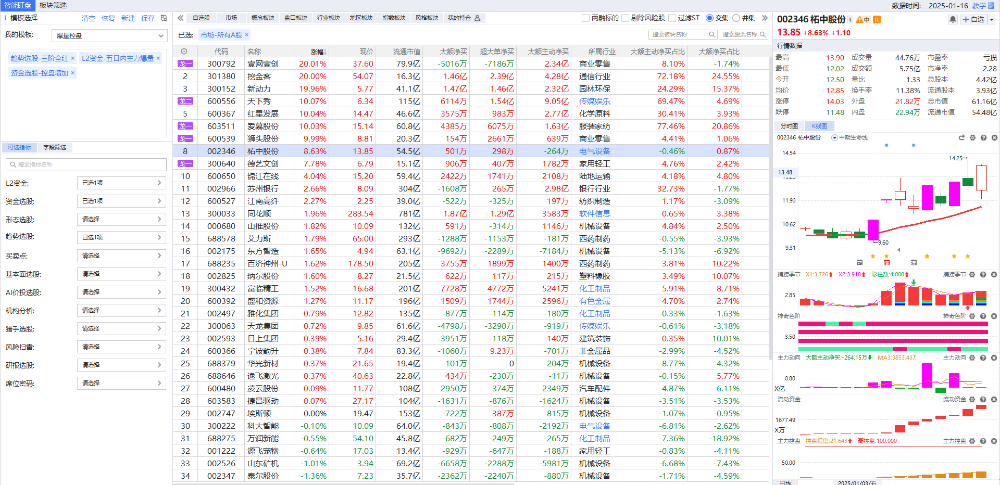 智能盯盘 板块筛选 数据时间: 2025-01-16 教学
模板选择 清空 恢复 新建 保存
我的模板: 爆量控盘
趋势选股-三阶全红 × L2资金-五日内主力爆量 ×
资金选股-控盘增加 ×
可选指标 字段筛选
搜索指标名称
L2资金: 已选1项
资金选股: 已选1项
形态选股: 请选择
趋势选股: 已选1项
买卖点: 请选择
基本面选股: 请选择
AI价投选股: 请选择
机构分析: 请选择
猎手选股: 请选择
风险扫雷: 请选择
研报选股: 请选择
席位密码: 请选择
自选股 市场 概念板块 盘口板块 行业板块 地区板块 指数板块 风格板块 我的持仓 两融标的 剔除风险股 过滤ST 交集 并集
已选: 市场-所有A股 × 搜索板块名称 搜索股票名称
代码 名称 涨幅↓ 现价 流通市值 大额净买 超大单净买 大额主动净买 所属行业 大额主动净买占比 大额净买占比
龙一 300792 壹网壹创 20.01% 37.60 79.9亿 -5016万 -7186万 2.34亿 商业零售 8.10% -1.74%
2 301380 挖金客 20.00% 54.07 16.3亿 1.46亿 2.39亿 4.28亿 通信行业 72.18% 24.55%
3 300152 新动力 19.96% 5.77 41.1亿 1.47亿 1.46亿 2.32亿 园林环保 24.29% 15.37%
龙二 600556 天下秀 10.07% 6.34 115亿 6114万 1.54亿 9.05亿 传媒娱乐 69.47% 4.69%
5 600367 红星发展 10.04% 14.47 46.6亿 3575万 983万 2.77亿 化学原料 30.41% 3.93%
龙一 603511 爱慕股份 10.03% 15.14 60.8亿 4385万 6075万 1.63亿 服装家纺 77.46% 20.86%
龙一 600539 狮头股份 9.99% 8.81 20.3亿 154万 2661万 639万 商业零售 4.41% 1.06%
8 002346 柘中股份 8.63% 13.85 54.5亿 501万 298万 -264万 电气设备 -0.46% 0.87%
龙一 300640 德艺文创 7.78% 6.79 15.1亿 906万 407万 1782万 家用轻工 4.76% 2.42%
10 600650 锦江在线 4.04% 15.20 59.4亿 2422万 1741万 2108万 陆地运输 4.18% 4.80%
11 002966 苏州银行 2.66% 8.09 304亿 -1608万 265万 2.98亿 银行行业 32.73% -1.77%
12 600527 江南高纤 2.27% 2.25 39.0亿 -522万 -325万 197万 纺织制造 1.17% -3.09%
13 300033 同花顺 1.96% 283.54 781亿 1.87亿 1.29亿 3583万 软件信息 0.65% 3.38%
14 000680 山推股份 1.82% 10.09 132亿 591万 -314万 1146万 机械设备 4.84% 2.50%
15 688578 艾力斯 1.79% 65.00 293亿 -1288万 -1153万 -181万 西药制药 -0.55% -3.93%
16 002175 东方智造 1.65% 4.94 63.1亿 -9692万 -2289万 -7184万 机械设备 -5.13% -6.92%
17 688235 百济神州-U 1.62% 178.50 205亿 3755万 1899万 1400万 西药制药 3.81% 10.22%
18 002825 纳尔股份 1.60% 8.27 21.5亿 622万 117万 215万 塑料橡胶 3.49% 10.07%
19 300432 富临精工 1.52% 16.68 201亿 7728万 4772万 5241万 化工制品 5.91% 8.71%
20 600392 盛和资源 1.27% 11.17 196亿 1509万 1744万 2596万 有色金属 4.70% 2.74%
21 002497 雅化集团 0.79% 12.82 135亿 -877万 -114万 -180万 化工制品 -0.33% -1.63%
22 300063 天龙集团 0.72% 9.85 61.6亿 -4798万 -3290万 -919万 传媒娱乐 -0.61% -3.18%
23 002593 日上集团 0.39% 5.16 29.4亿 -3951万 -118万 140万 建筑装饰 0.35% -10.01%
24 600366 宁波韵升 0.38% 7.84 83.3亿 -1060万 9.23万 -701万 非金属品 -2.99% -4.52%
25 688379 华光新材 0.37% 21.65 19.4亿 -101万 0 -204万 机械设备 -8.77% -4.32%
26 688646 逸飞激光 0.37% 40.63 22.8亿 434万 -230万 -11万 机械设备 -0.15% 5.77%
27 600480 凌云股份 0.09% 11.77 108亿 -2950万 -374万 -2349万 汽车配件 -4.87% -6.11%
28 603583 捷昌驱动 0.07% 27.17 104亿 -1631万 -876万 -1624万 机械设备 -3.51% -3.53%
29 002747 埃斯顿 0.00% 19.47 153亿 -722万 387万 -815万 机械设备 -1.07% -0.95%
30 300222 科大智能 -0.10% 10.09 64.0亿 -843万 -808万 -2192万 电气设备 -6.81% -2.62%
31 688275 万润新能 -0.55% 54.10 45.8亿 -682万 -249万 -265万 化工制品 -7.36% -18.92%
32 001222 源飞宠物 -0.64% 17.03 13.4亿 -929万 -647万 -188万 家用轻工 -0.83% -4.11%
33 002526 山东矿机 -1.01% 3.94 69.2亿 -6658万 -2288万 -5981万 机械设备 -6.68% -7.43%
34 002347 泰尔股份 -1.36% 7.23 35.7亿 -2362万 -2240万 -880万 机械设备 -1.71% -4.59%
002346 柘中股份 中 R 自选
13.85 +8.63% +1.10
行情数据
最高 13.90 成交量 44.76万 市盈率 亏损
最低 12.02 成交额 5.75亿 市净率 2.28
今开 12.50 量比 1.33 总股本 4.42亿
均价 12.85 换手率 11.38% 流通股本 3.93亿
涨停 14.03 外盘 21.82万 总市值 61.16亿
跌停 11.48 内盘 22.94万 流通市值 54.48亿
分时图 K线图
002346 柘中股份 中期生命线
14.54
14.25
13.48
11.93
10.62
9.60
9.31
捕捞季节 X1:3.726 X2:3.918 彩柱数:4.000 捕捞季节
2.85
神奇色阶 神奇色阶
3.50
主力动向 大额主动净买:-264.15万 MA3:3853.43万 主力动向
0.80
X亿
流动资金 流动资金
1677.49
X万
主力控盘 控盘程度:21.643 高控盘:100.000 主力控盘
50.00
日线 2025/01/03/五